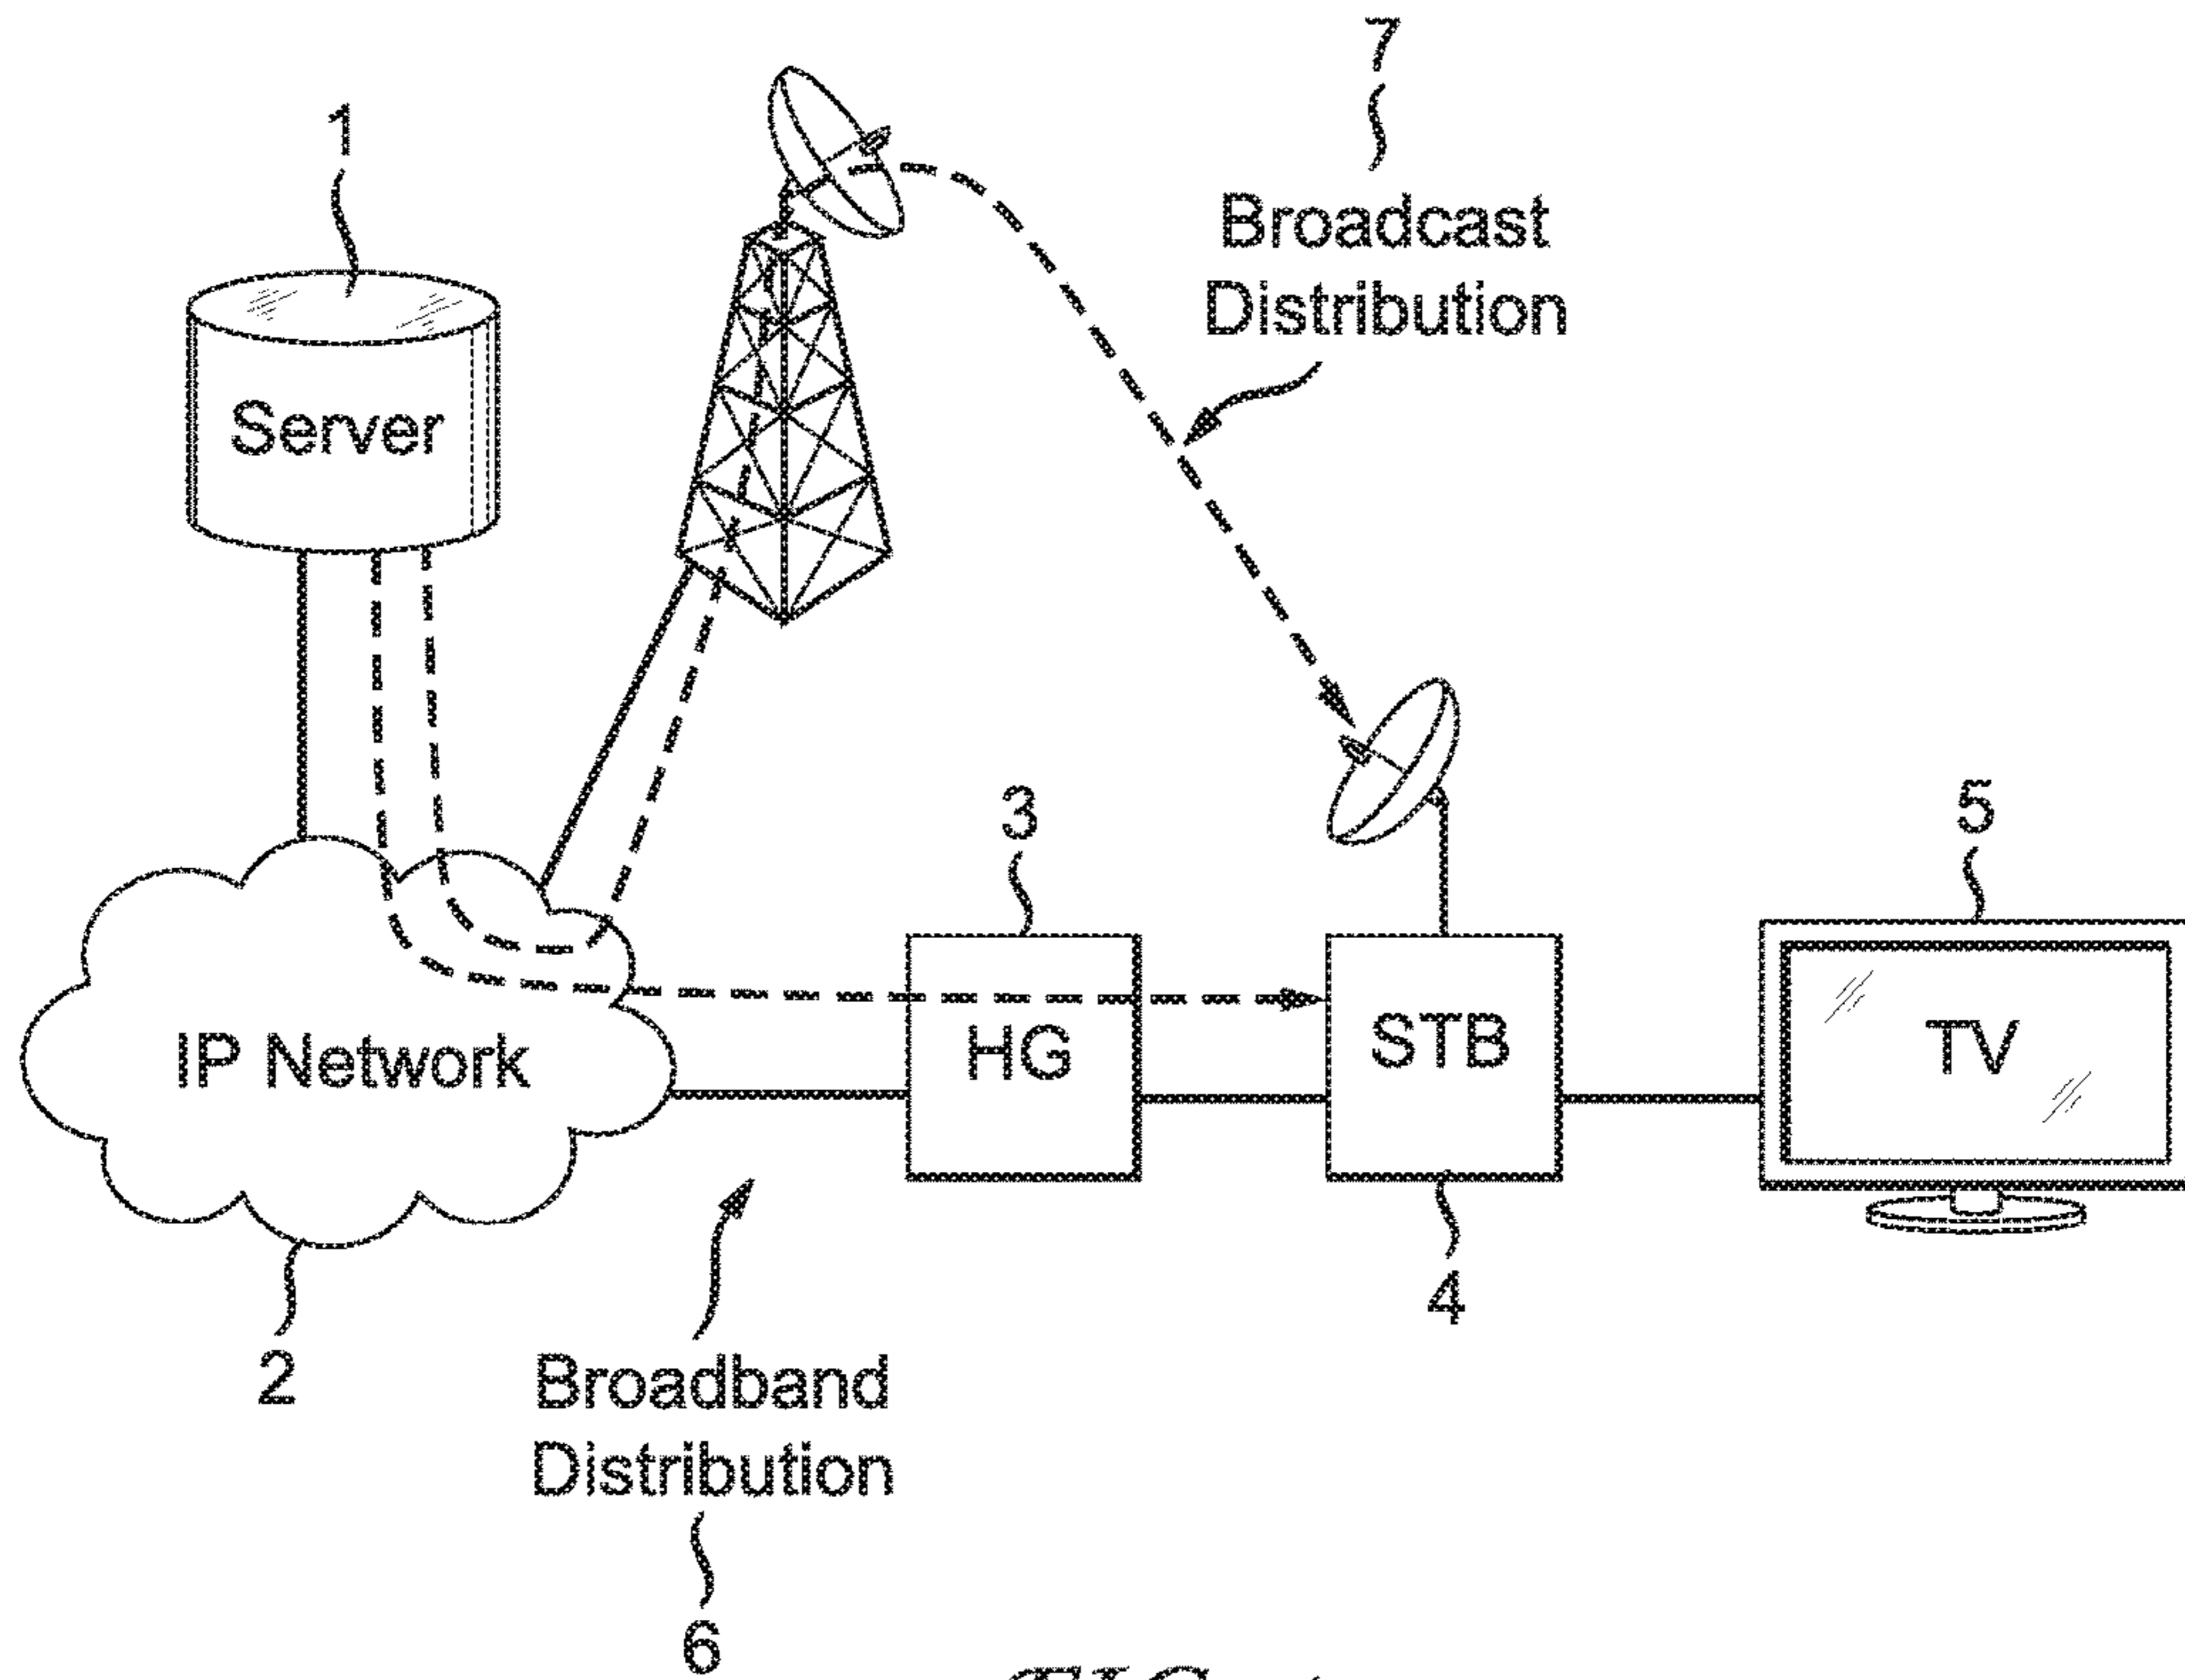 7
1
Broadcast
Distribution
Server
3
5
IP Network
HG
STB
TV
4
2
Broadband
Distribution
6